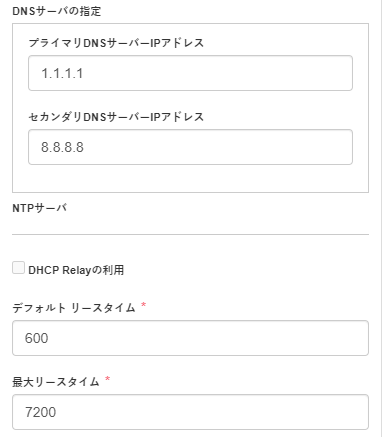 DNSサーバの指定
プライマリDNSサーバーIPアドレス
1.1.1.1
セカンダリDNSサーバーIPアドレス
8.8.8.8
NTPサーバ
DHCP Relayの利用
デフォルト リースタイム *
600
最大リースタイム *
7200